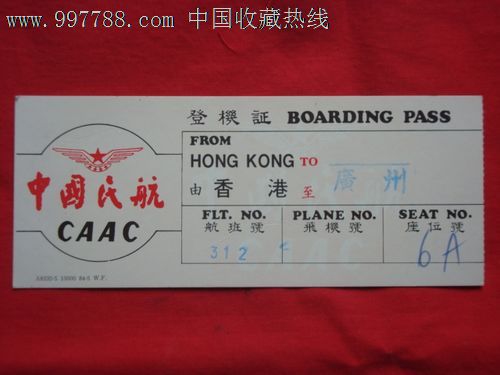 www.997788.com 中国收藏热线
登機証 BOARDING PASS
FROM
HONG KONG TO
由 香 港 至 廣 州
中國民航
CAAC
FLT. NO. PLANE NO. SEAT NO.
航班號 飛機號 座位號
312 6A